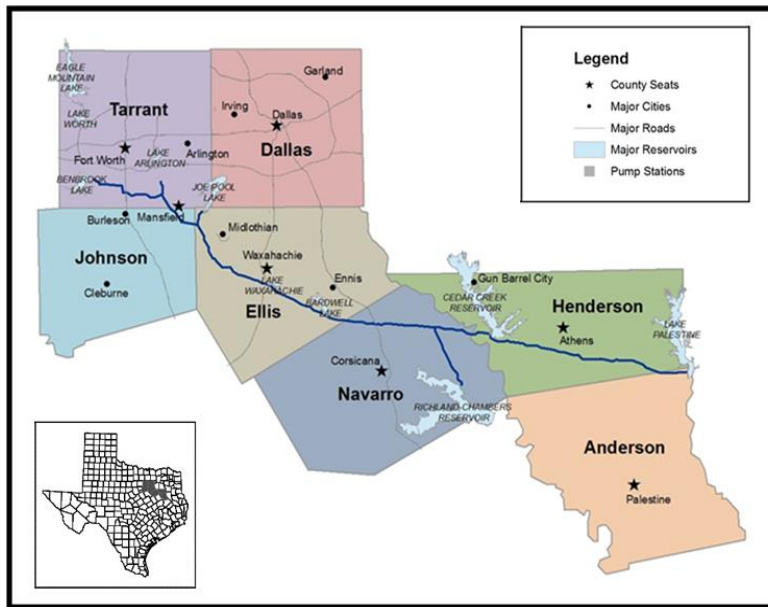 Legend
County Seats
Major Cities
Major Roads
Major Reservoirs
Pump Stations
EAGLE
MOUNTAIN
LAKE
Tarrant
LAKE
WORTH
Fort Worth
LAKE
ARLINGTON
Arlington
BENBROOK
LAKE
Garland
Irving
Dallas
Dallas
JOE POOL
LAKE
Burleson
Mansfield
Johnson
Cleburne
Midlothian
Waxahachie
LAKE
WAXAHACHIE
Ennis
BARDWELL
LAKE
Ellis
Gun Barrel City
CEDAR CREEK
RESERVOIR
Henderson
Athens
LAKE
PALESTINE
Corsicana
Navarro
RICHLAND-CHAMBERS
RESERVOIR
Anderson
Palestine